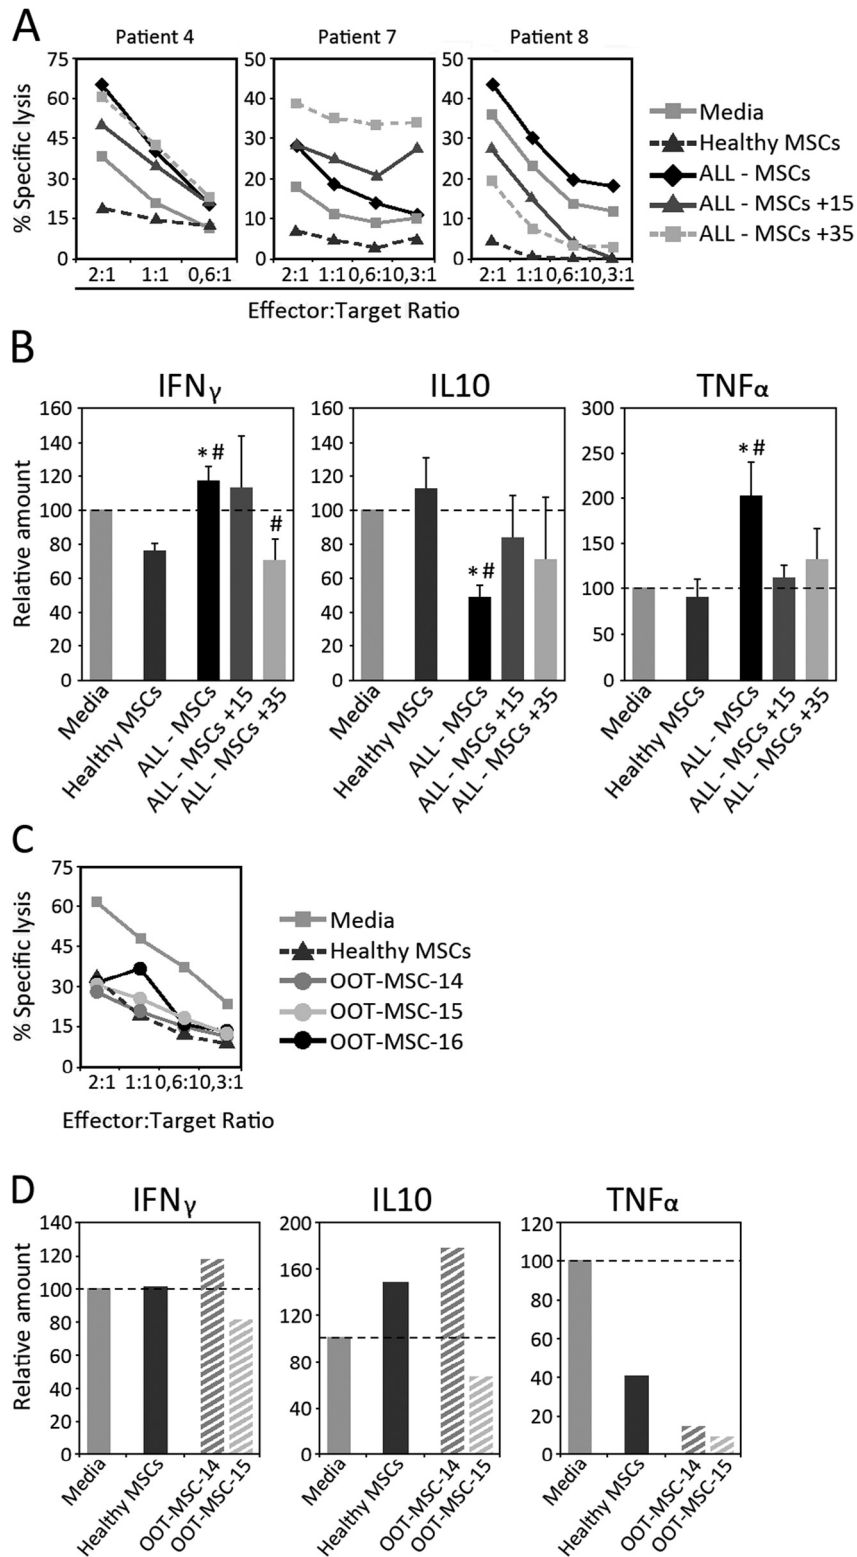 A
Patient 4
Patient 7
Patient 8
% Specific lysis
75
60
45
30
15
0
2:1
1:1
0,6:1
50
40
30
20
10
0
2:1
1:1
0,6:1
0,3:1
50
40
30
20
10
0
2:1
1:1
0,6:1
0,3:1
Effector:Target Ratio
Media
Healthy MSCs
ALL - MSCs
ALL - MSCs +15
ALL - MSCs +35
B
IFNγ
Relative amount
160
140
120
100
80
60
40
20
0
*#
#
Media
Healthy MSCs
ALL - MSCs
ALL - MSCs +15
ALL - MSCs +35
IL10
160
140
120
100
80
60
40
20
0
*#
Media
Healthy MSCs
ALL - MSCs
ALL - MSCs +15
ALL - MSCs +35
TNFα
300
250
200
150
100
50
0
*#
Media
Healthy MSCs
ALL - MSCs
ALL - MSCs +15
ALL - MSCs +35
C
% Specific lysis
75
60
45
30
15
0
2:1
1:1
0,6:1
0,3:1
Effector:Target Ratio
Media
Healthy MSCs
OOT-MSC-14
OOT-MSC-15
OOT-MSC-16
D
IFNγ
Relative amount
140
120
100
80
60
40
20
0
Media
Healthy MSCs
OOT-MSC-14
OOT-MSC-15
IL10
200
160
120
80
40
0
Media
Healthy MSCs
OOT-MSC-14
OOT-MSC-15
TNFα
120
100
80
60
40
20
0
Media
Healthy MSCs
OOT-MSC-14
OOT-MSC-15